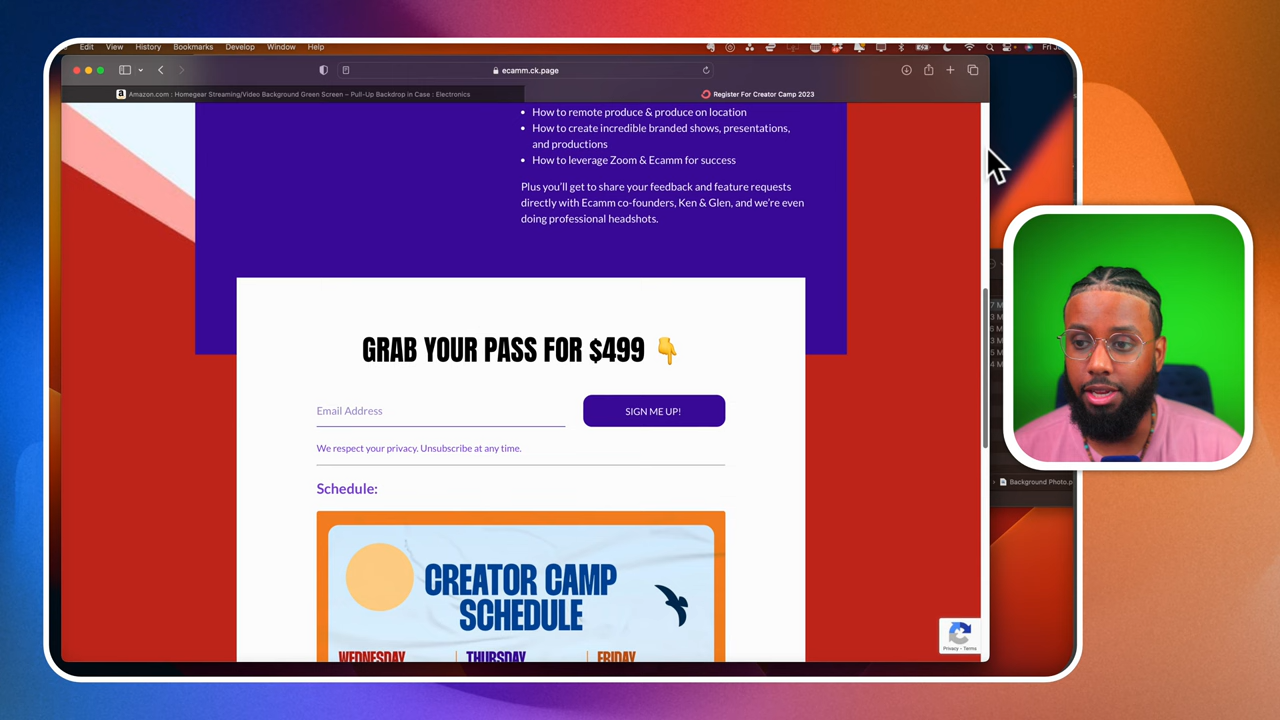 Edit View History Bookmarks Develop Window Help
ecamm.ck.page
Amazon.com : Homegear Streaming/Video Background Green Screen – Pull-Up Backdrop in Case : Electronics
Register For Creator Camp 2023
• How to remote produce & produce on location
• How to create incredible branded shows, presentations,
and productions
• How to leverage Zoom & Ecamm for success
Plus you'll get to share your feedback and feature requests
directly with Ecamm co-founders, Ken & Glen, and we're even
doing professional headshots.
GRAB YOUR PASS FOR $499 👇
Email Address
SIGN ME UP!
We respect your privacy. Unsubscribe at any time.
Schedule:
CREATOR CAMP
SCHEDULE
WEDNESDAY THURSDAY FRIDAY
Privacy - Terms
Background Photo.p